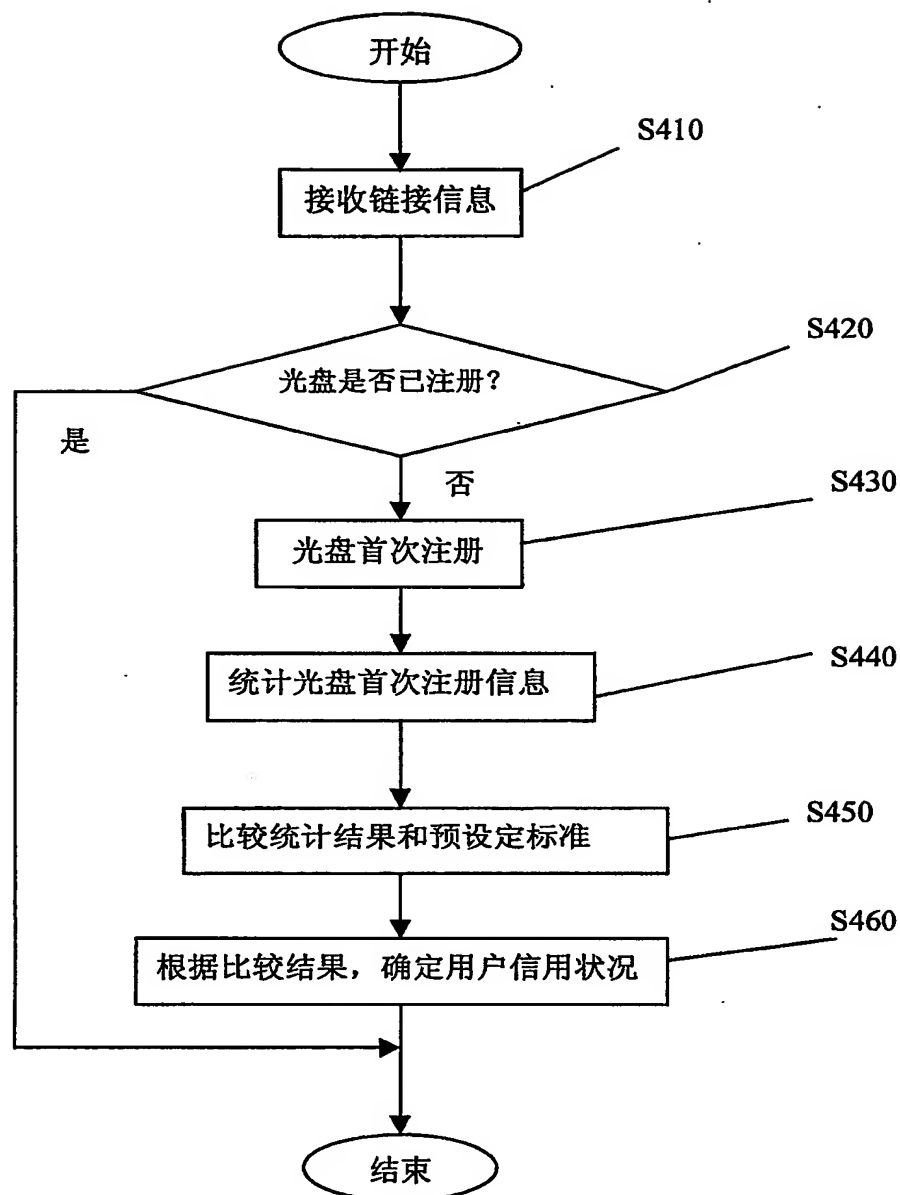 开始
S410
接收链接信息
S420
光盘是否已注册？
是
否
S430
光盘首次注册
S440
统计光盘首次注册信息
S450
比较统计结果和预设定标准
S460
根据比较结果，确定用户信用状况
结束